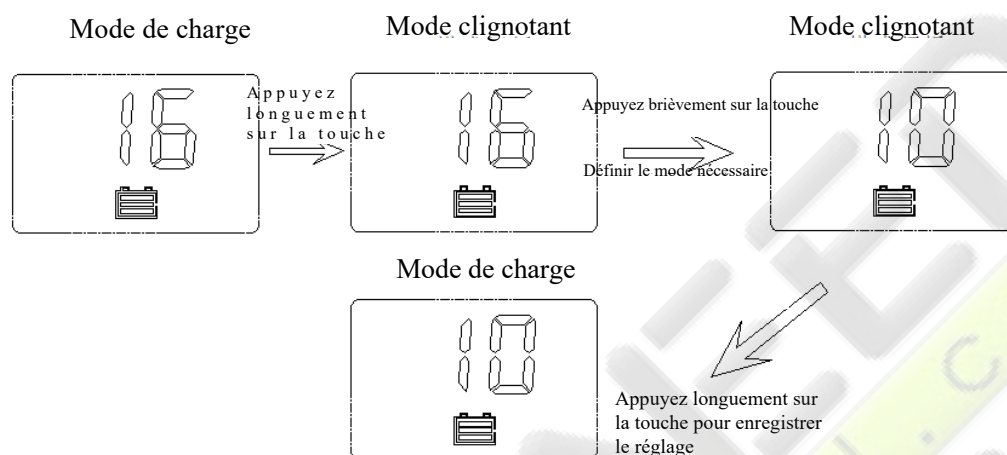 Mode de charge
Mode clignotant
Mode clignotant
16
Appuyez
longuement
sur la touche
16
Appuyez brièvement sur la touche
Définir le mode nécessaire
10
Mode de charge
10
Appuyez longuement sur
la touche pour enregistrer
le réglage